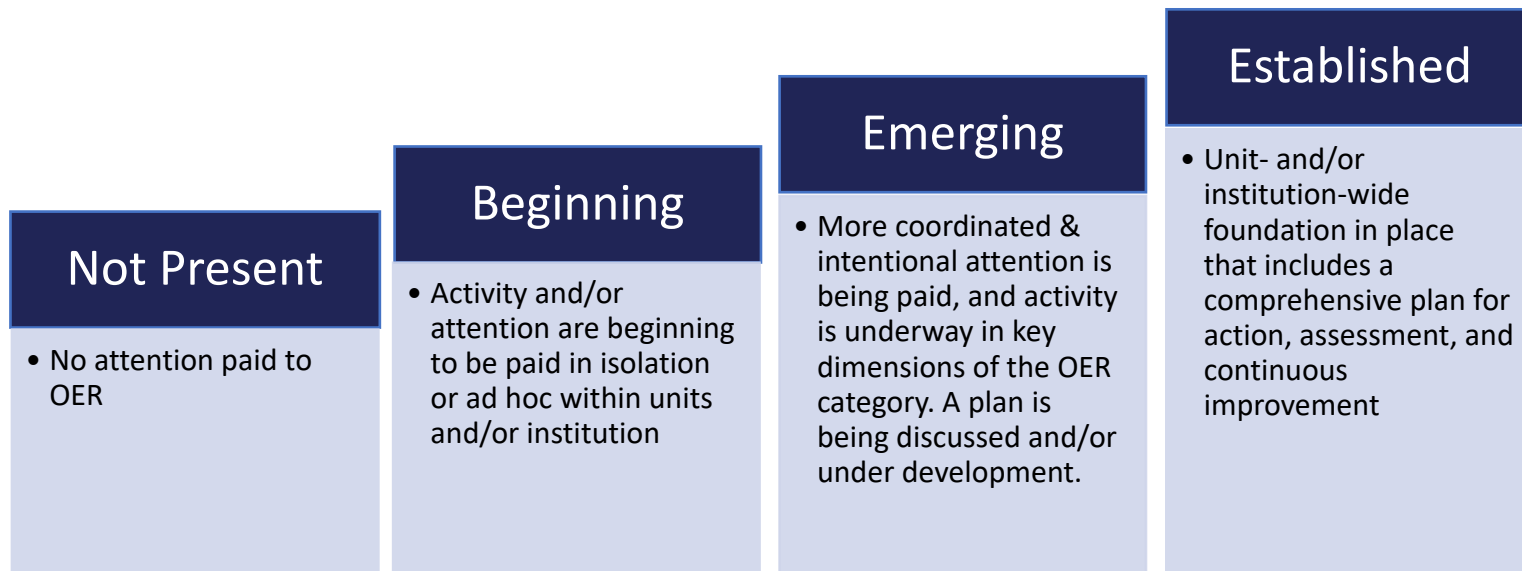 Not Present
• No attention paid to
OER
Beginning
• Activity and/or
attention are beginning
to be paid in isolation
or ad hoc within units
and/or institution
Emerging
• More coordinated &
intentional attention is
being paid, and activity
is underway in key
dimensions of the OER
category. A plan is
being discussed and/or
under development.
Established
• Unit- and/or
institution-wide
foundation in place
that includes a
comprehensive plan for
action, assessment, and
continuous
improvement